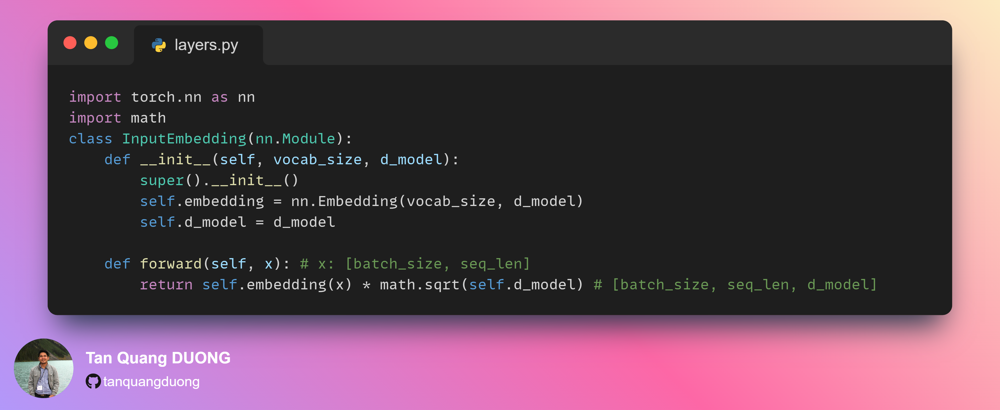 layers.py
import torch.nn as nn
import math
class InputEmbedding(nn.Module):
    def __init__(self, vocab_size, d_model):
        super().__init__()
        self.embedding = nn.Embedding(vocab_size, d_model)
        self.d_model = d_model

    def forward(self, x): # x: [batch_size, seq_len]
        return self.embedding(x) * math.sqrt(self.d_model) # [batch_size, seq_len, d_model]
Tan Quang DUONG
tanquangduong